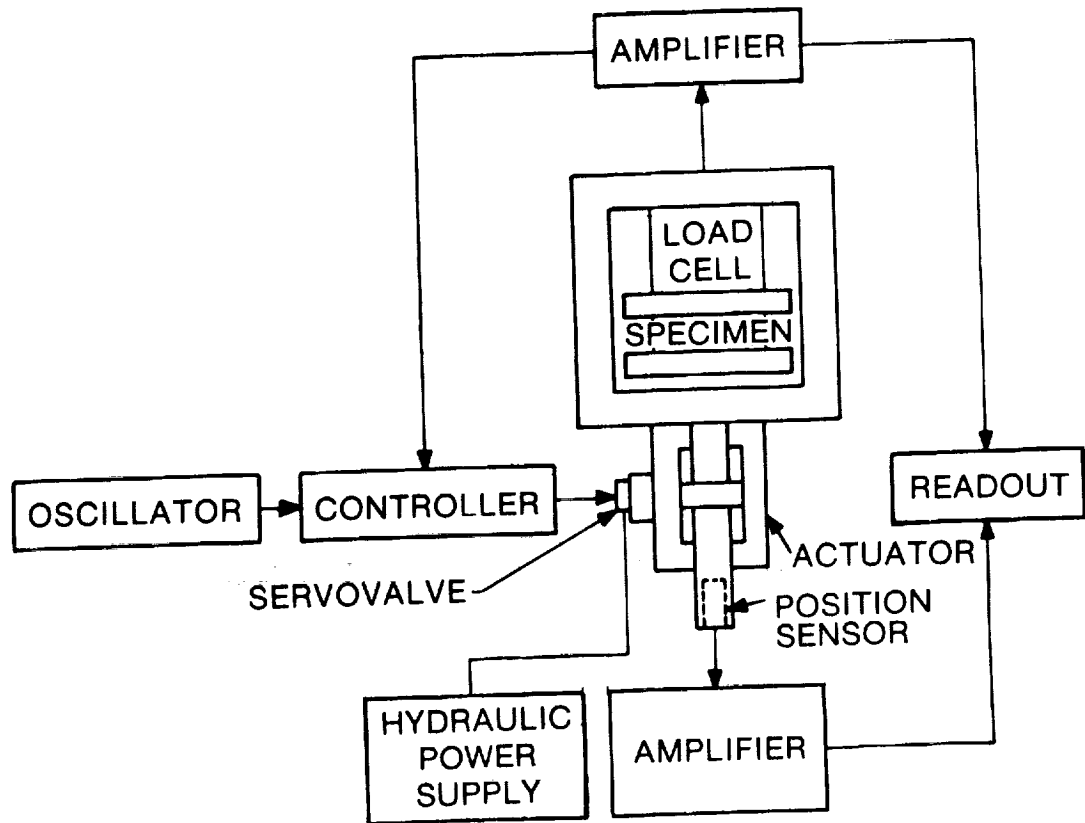 AMPLIFIER
LOAD
CELL
SPECIMEN
OSCILLATOR
CONTROLLER
READOUT
SERVOVALVE
ACTUATOR
POSITION
SENSOR
HYDRAULIC
POWER
SUPPLY
AMPLIFIER